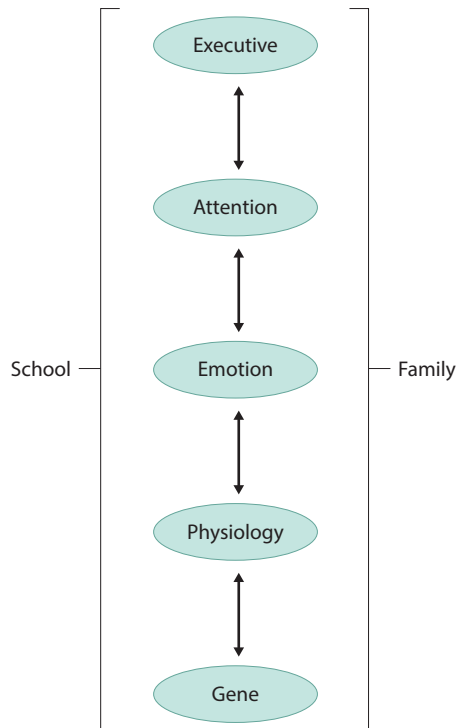 Executive
Attention
School
Emotion
Family
Physiology
Gene